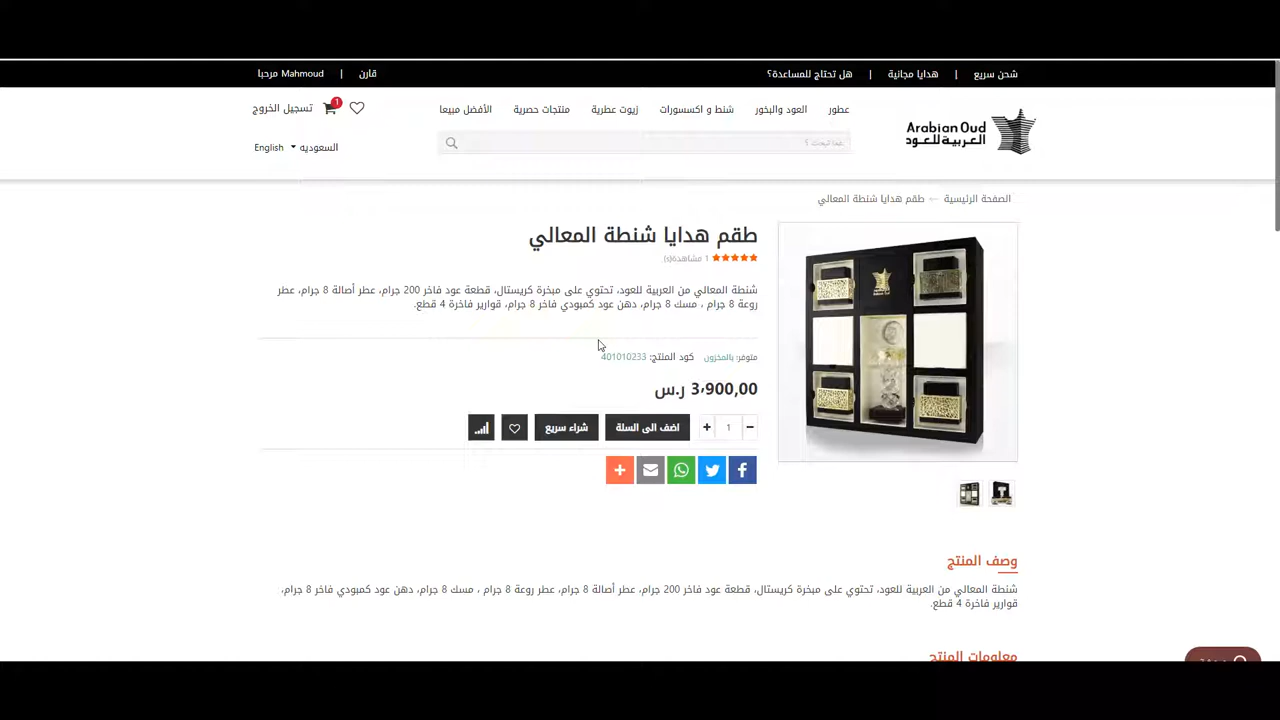 شحن سريع | هدايا مجانية | هل تحتاج للمساعدة؟
قارن | Mahmoud مرحبا
Arabian Oud
العربية للعود
عطور العود والبخور شنط و اكسسورات زيوت عطرية منتجات حصرية الأفضل مبيعا
1 تسجيل الخروج
عما تبحث ؟
السعوديه English
الصفحة الرئيسية ← طقم هدايا شنطة المعالي
طقم هدايا شنطة المعالي
1 مشاهدة(s)
شنطة المعالي من العربية للعود، تحتوي على مبخرة كريستال، قطعة عود فاخر 200 جرام، عطر أصالة 8 جرام، عطر
روعة 8 جرام ، مسك 8 جرام، دهن عود كمبودي فاخر 8 جرام، قوارير فاخرة 4 قطع.
متوفر: بالمخزون كود المنتج: 401010233
3٬900,00 ر.س
- 1 + اضف الى السلة شراء سريع
وصف المنتج
شنطة المعالي من العربية للعود، تحتوي على مبخرة كريستال، قطعة عود فاخر 200 جرام، عطر أصالة 8 جرام، عطر روعة 8 جرام ، مسك 8 جرام، دهن عود كمبودي فاخر 8 جرام،
قوارير فاخرة 4 قطع.
معلومات المنتج